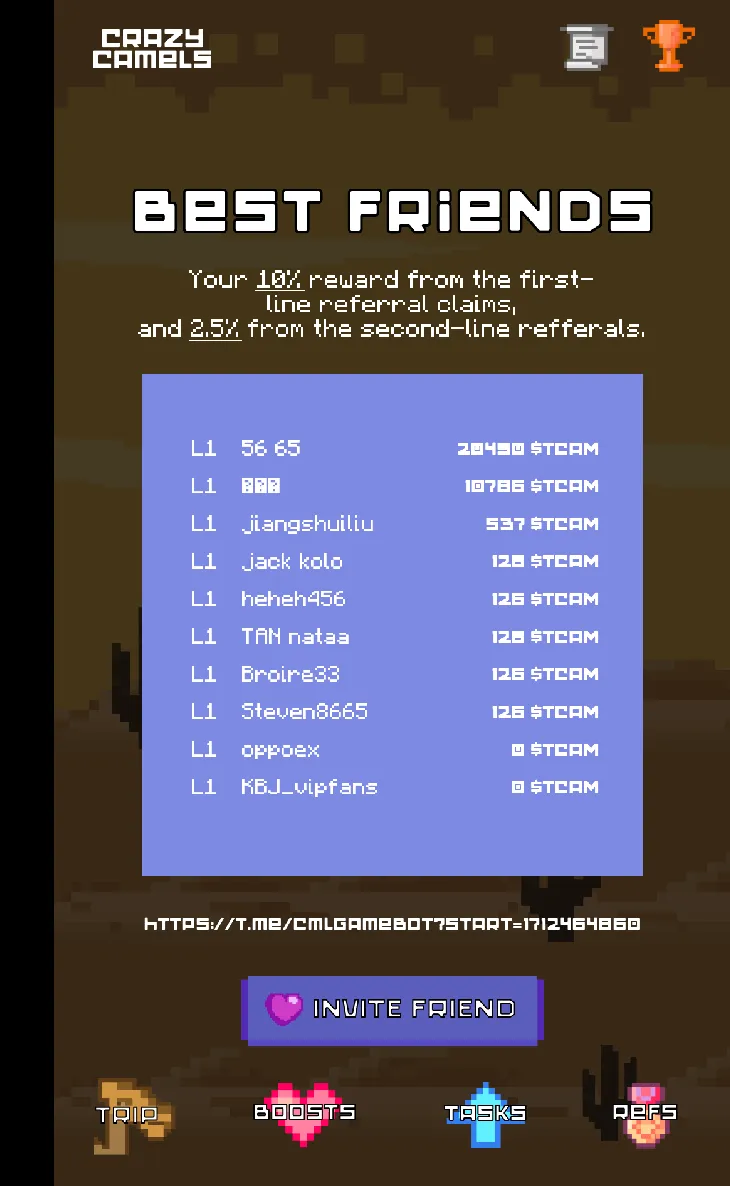 CRAZY
CAMELS
BEST FRIENDS
Your 10% reward from the first-
line referral claims,
and 2.5% from the second-line refferals.
L1 56 65 20490 $TCAM
L1 10786 $TCAM
L1 jiangshuiliu 537 $TCAM
L1 jack kolo 126 $TCAM
L1 heheh456 126 $TCAM
L1 TAN nataa 126 $TCAM
L1 Broire33 126 $TCAM
L1 Steven8665 126 $TCAM
L1 oppoex 0 $TCAM
L1 KBJ_vipfans 0 $TCAM
HTTPS://T.ME/CMLGAMEBOT?START=1712464860
INVITE FRIEND
TRIP
BOOSTS
TASKS
REFS